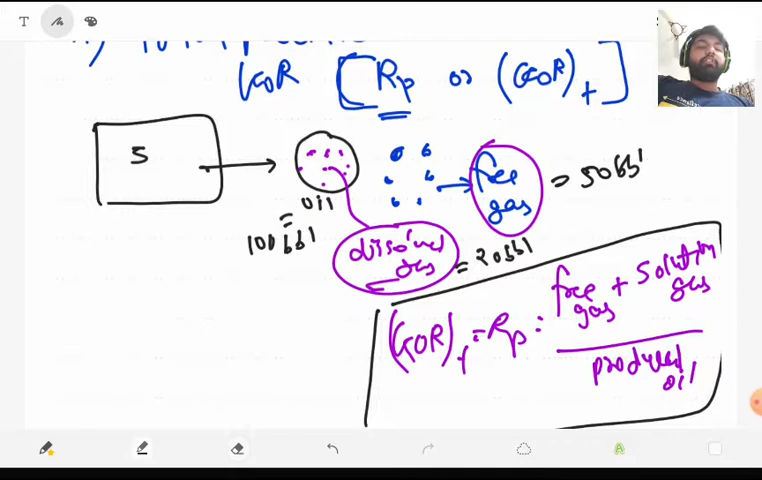 GOR [ Rp or (GOR)t ]
S
oil
100 bbl
free
gas
= 50 bbl
dissolved
gas
= 20 bbl
(GOR)t = Rp = free gas + solution gas
produced oil